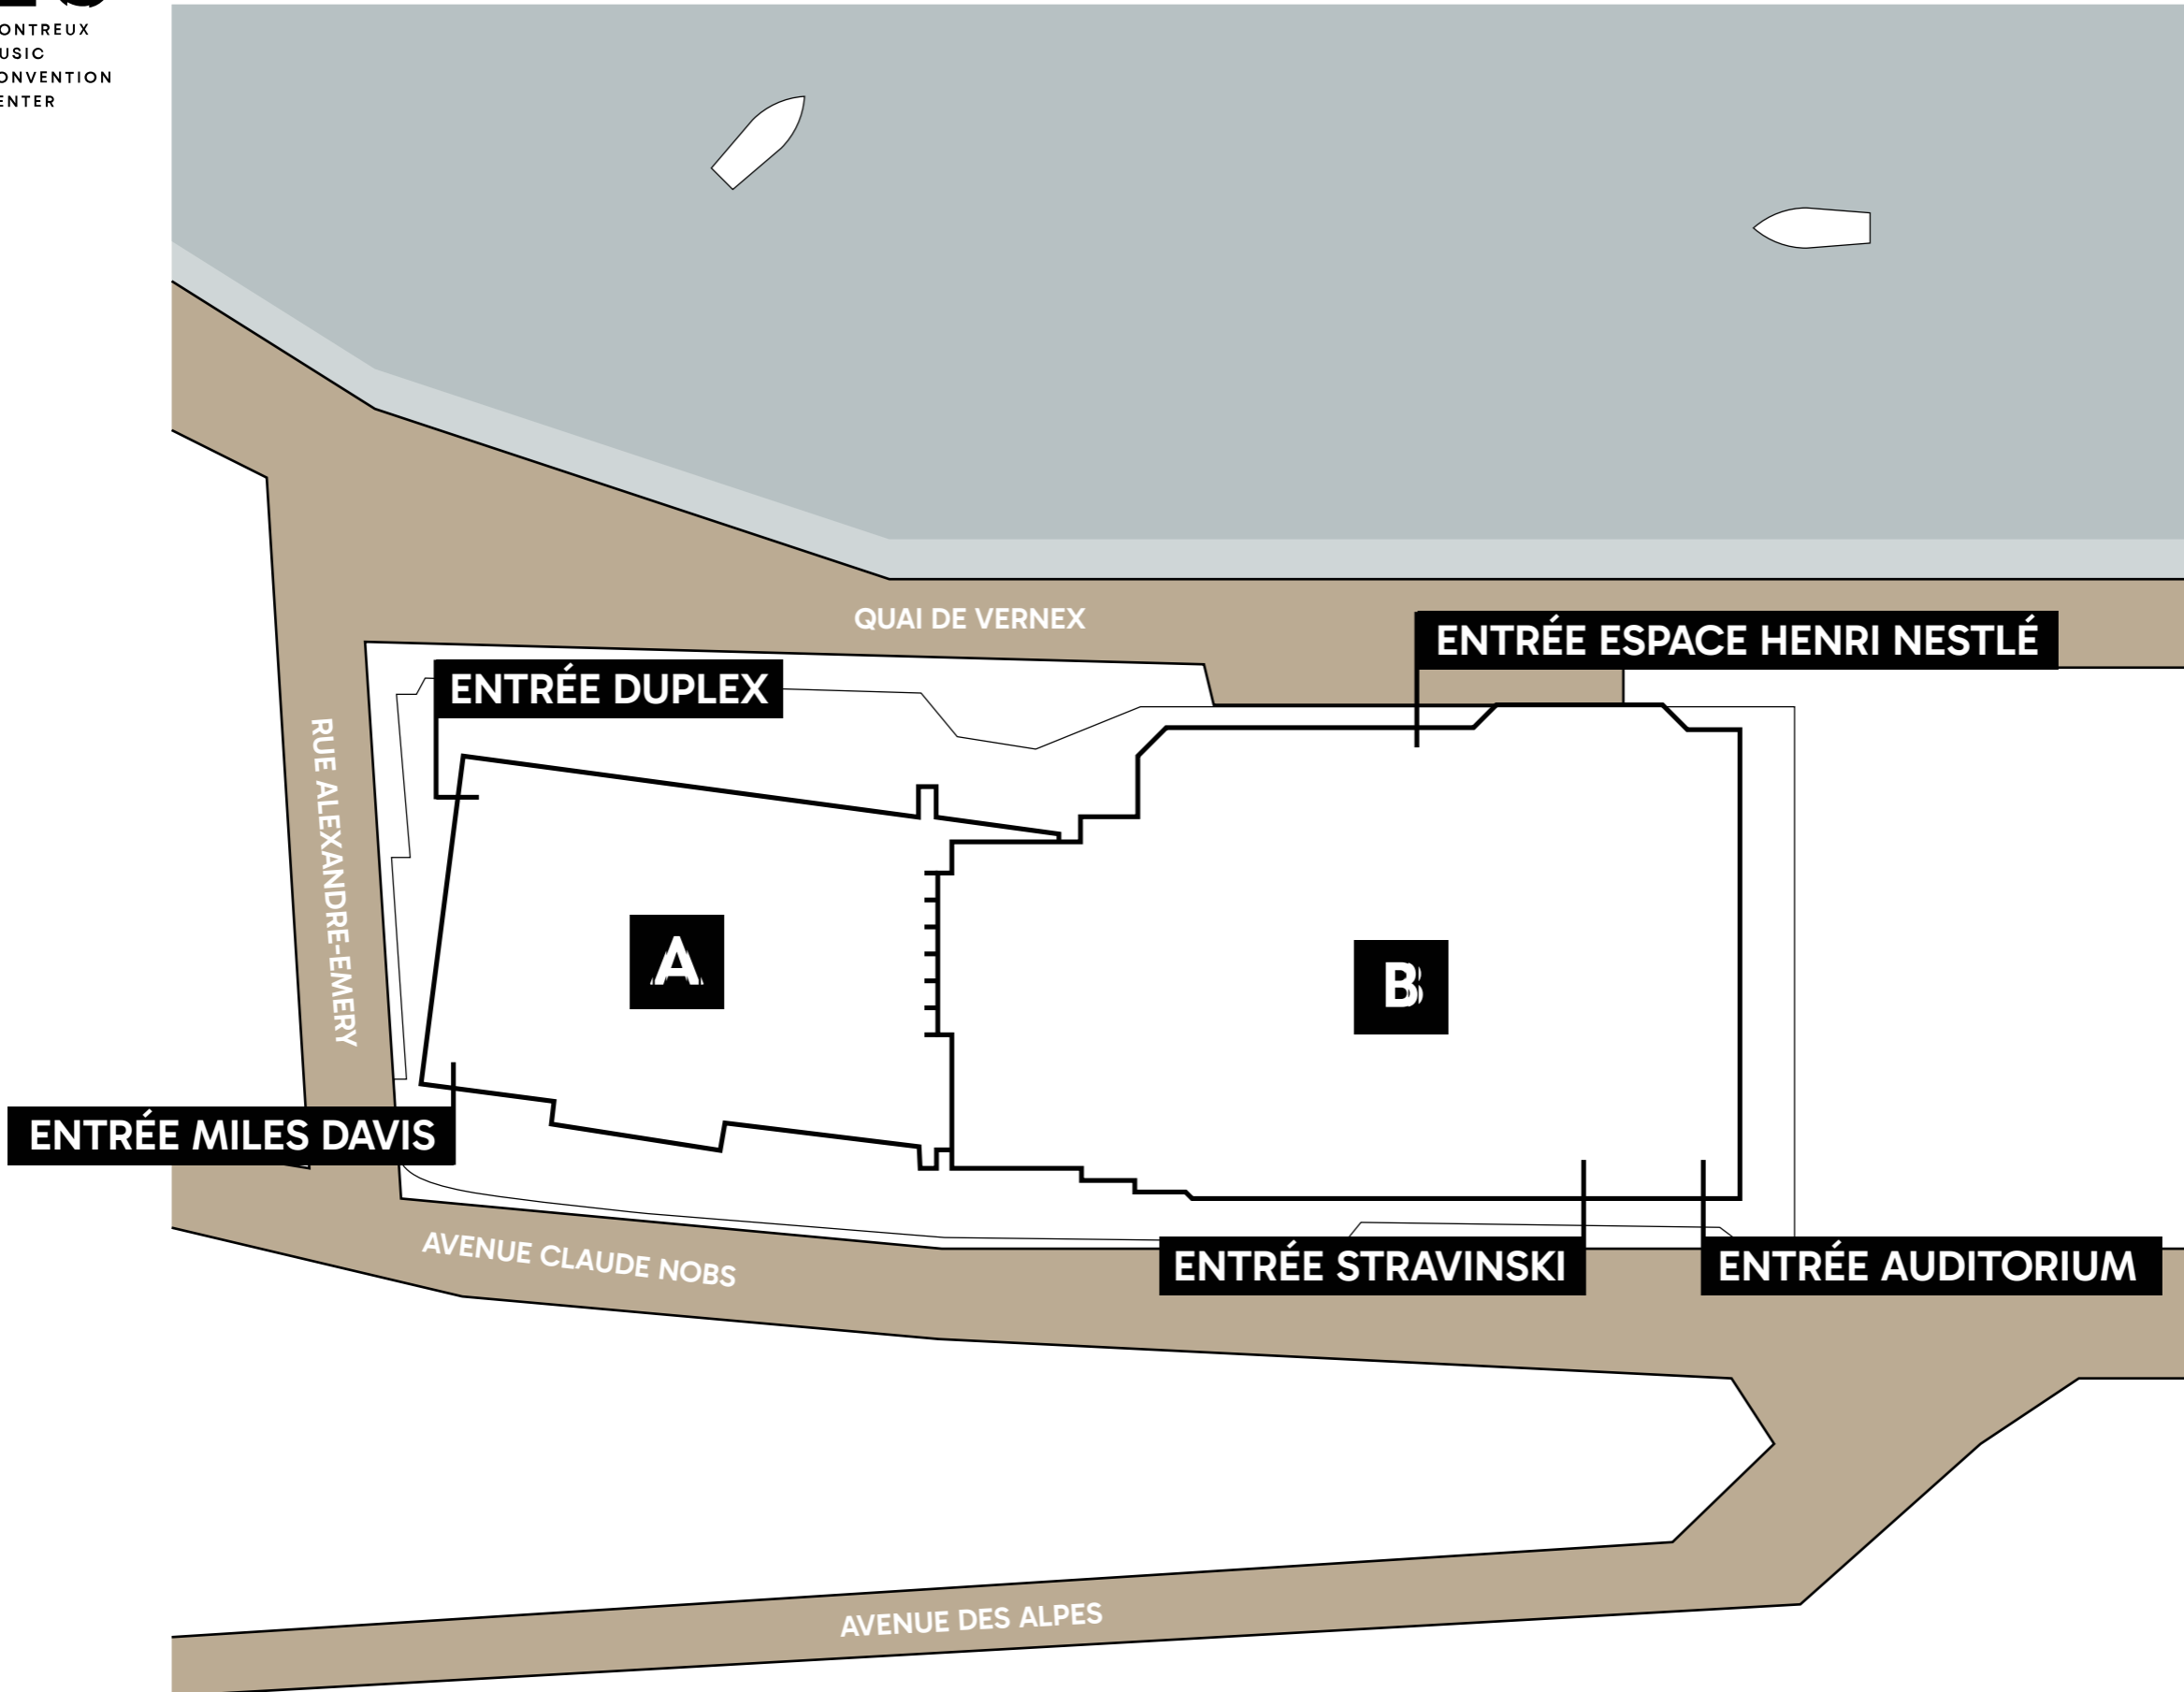 ONTREUX
USIC
ONVENTION
ENTER
QUAI DE VERNEX
ENTRÉE ESPACE HENRI NESTLÉ
ENTRÉE DUPLEX
RUE ALEXANDRE-EMERY
A
B
ENTRÉE MILES DAVIS
AVENUE CLAUDE NOBS
ENTRÉE STRAVINSKI
ENTRÉE AUDITORIUM
AVENUE DES ALPES